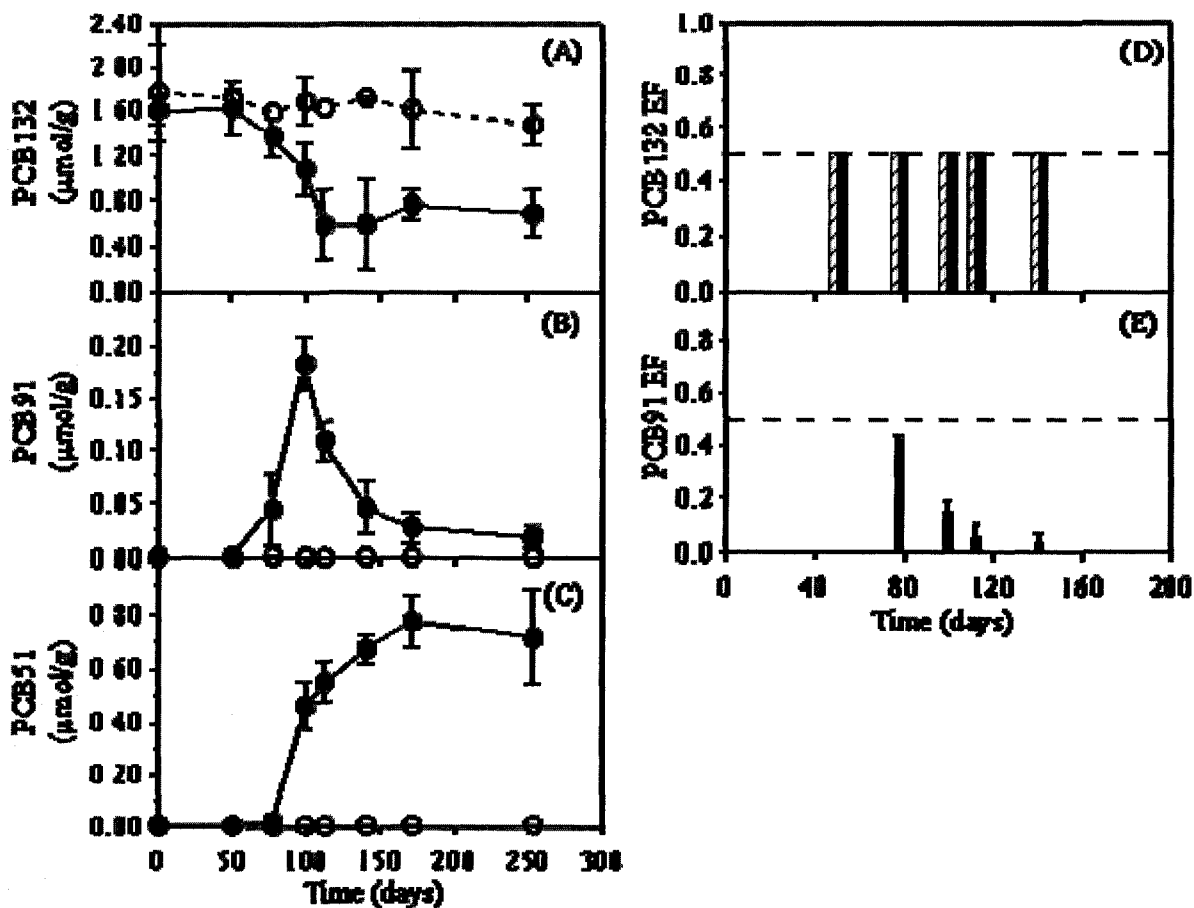 (A)
PCB132
(µmol/g)
2.40
2.00
1.60
1.20
0.80
0.40
0.00
(B)
PCB91
(µmol/g)
0.20
0.15
0.10
0.05
0.00
(C)
PCB51
(µmol/g)
0.80
0.60
0.40
0.20
0.00
0 50 100 150 200 250 300
Time (days)
(D)
PCB132 EF
1.0
0.8
0.6
0.4
0.2
0.0
(E)
PCB91 EF
0.8
0.6
0.4
0.2
0.0
0 40 80 120 160 200
Time (days)